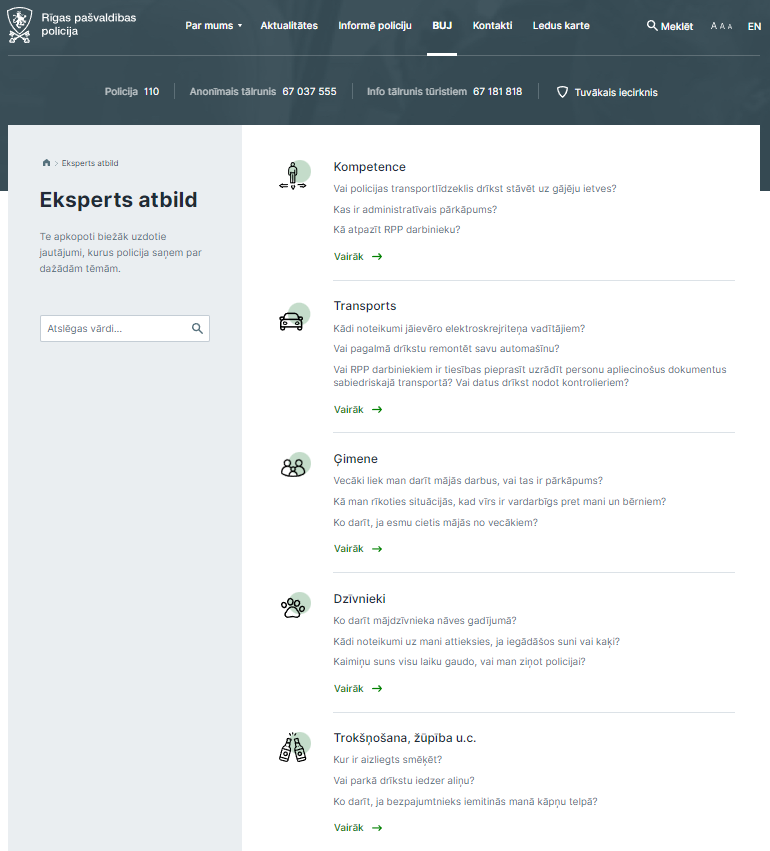 Rīgas pašvaldības
policija
Par mums
Aktualitātes
Informē policiju
BUJ
Kontakti
Ledus karte
Meklēt
A A A
EN
Policija 110
Anonīmais tālrunis 67 037 555
Info tālrunis tūristiem 67 181 818
Tuvākais iecirknis
> Eksperts atbild
Eksperts atbild
Te apkopoti biežāk uzdotie
jautājumi, kurus policija saņem par
dažādām tēmām.
Atslēgas vārdi...
Kompetence
Vai policijas transportlīdzeklis drīkst stāvēt uz gājēju ietves?
Kas ir administratīvais pārkāpums?
Kā atpazīt RPP darbinieku?
Vairāk
Transports
Kādi noteikumi jāievēro elektroskrejriteņa vadītājiem?
Vai pagalmā drīkstu remontēt savu automašīnu?
Vai RPP darbiniekiem ir tiesības pieprasīt uzrādīt personu apliecinošus dokumentus
sabiedriskajā transportā? Vai datus drīkst nodot kontrolieriem?
Vairāk
Ģimene
Vecāki liek man darīt mājās darbus, vai tas ir pārkāpums?
Kā man rīkoties situācijās, kad vīrs ir vardarbīgs pret mani un bērniem?
Ko darīt, ja esmu cietis mājās no vecākiem?
Vairāk
Dzīvnieki
Ko darīt mājdzīvnieka nāves gadījumā?
Kādi noteikumi uz mani attieksies, ja iegādāšos suni vai kaķi?
Kaimiņu suns visu laiku gaudo, vai man ziņot policijai?
Vairāk
Trokšņošana, žūpība u.c.
Kur ir aizliegts smēķēt?
Vai parkā drīkstu iedzer aliņu?
Ko darīt, ja bezpajumtnieks iemitinās manā kāpņu telpā?
Vairāk